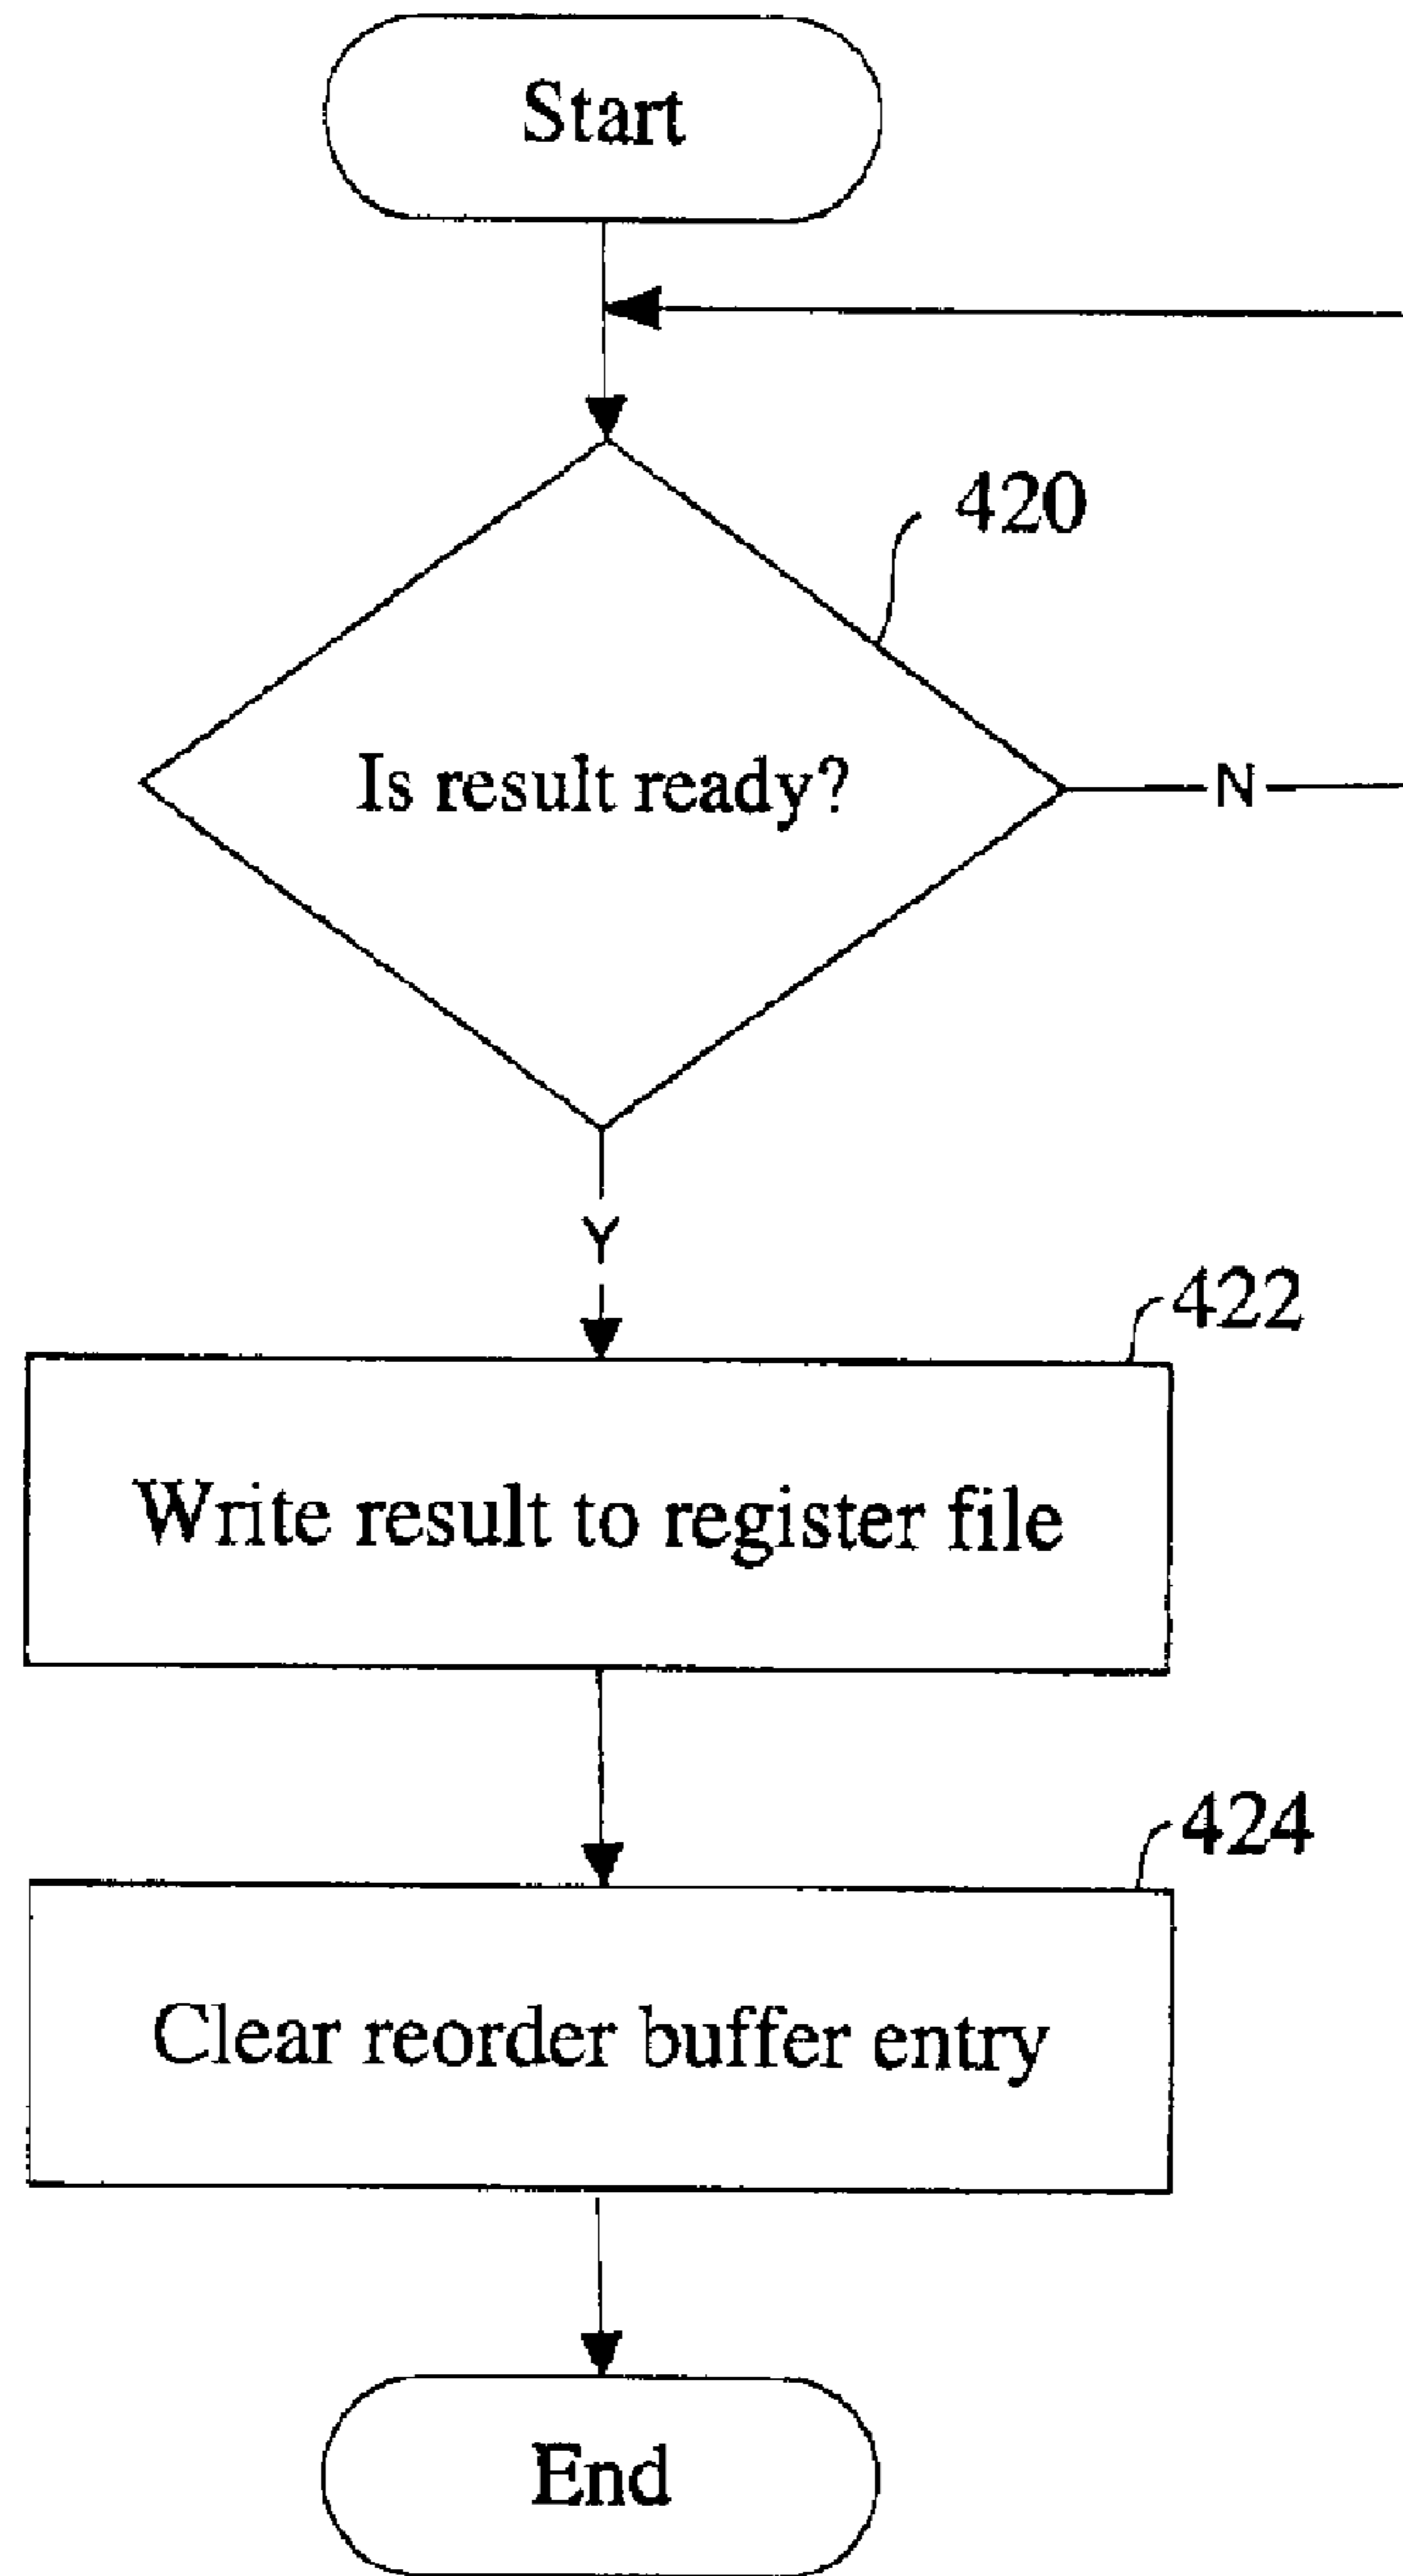 Start
420
Is result ready?
N
Y
422
Write result to register file
424
Clear reorder buffer entry
End